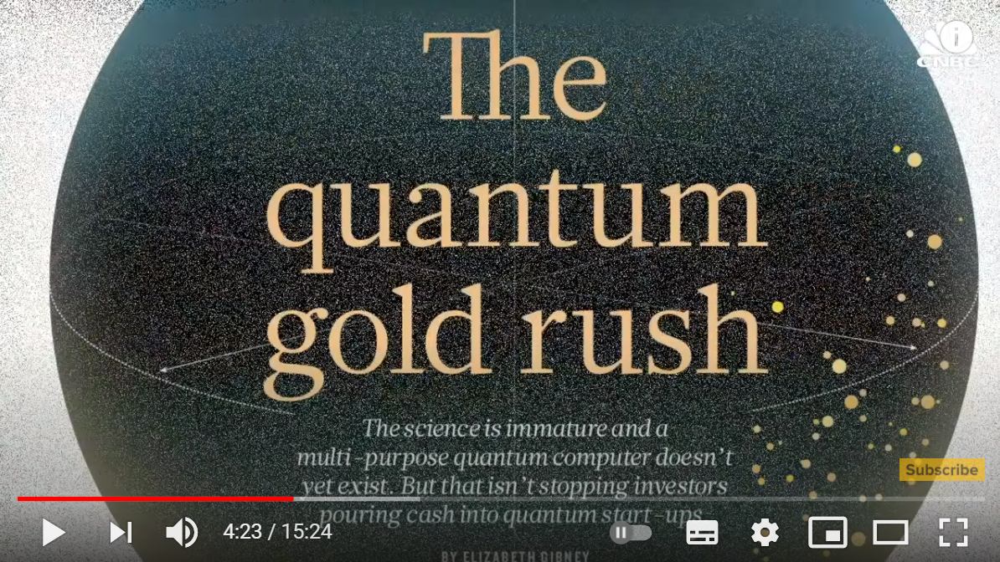 The
CNBC
quantum
gold rush
The science is immature and a
multi-purpose quantum computer doesn't
yet exist. But that isn't stopping investors
pouring cash into quantum start-ups.
Subscribe
4:23 / 15:24
BY ELIZABETH GIBNEY